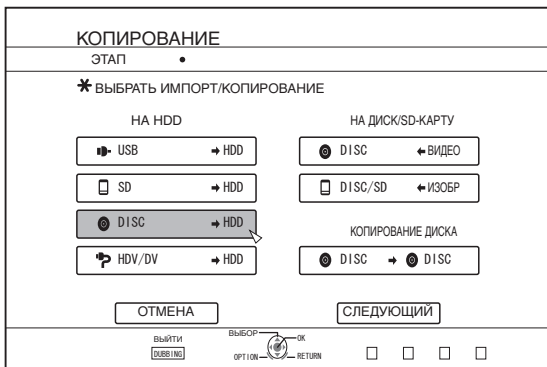 КОПИРОВАНИЕ
ЭТАП
ВЫБРАТЬ ИМПОРТ/КОПИРОВАНИЕ
НА HDD
USB ➡ HDD
SD ➡ HDD
DISC ➡ HDD
HDV/DV ➡ HDD
НА ДИСК/SD-КАРТУ
DISC ⬅ ВИДЕО
DISC/SD ⬅ ИЗОБР
КОПИРОВАНИЕ ДИСКА
DISC ➡ DISC
ОТМЕНА
СЛЕДУЮЩИЙ
ВЫЙТИ
DUBBING
ВЫБОР
OK
OPTION
RETURN